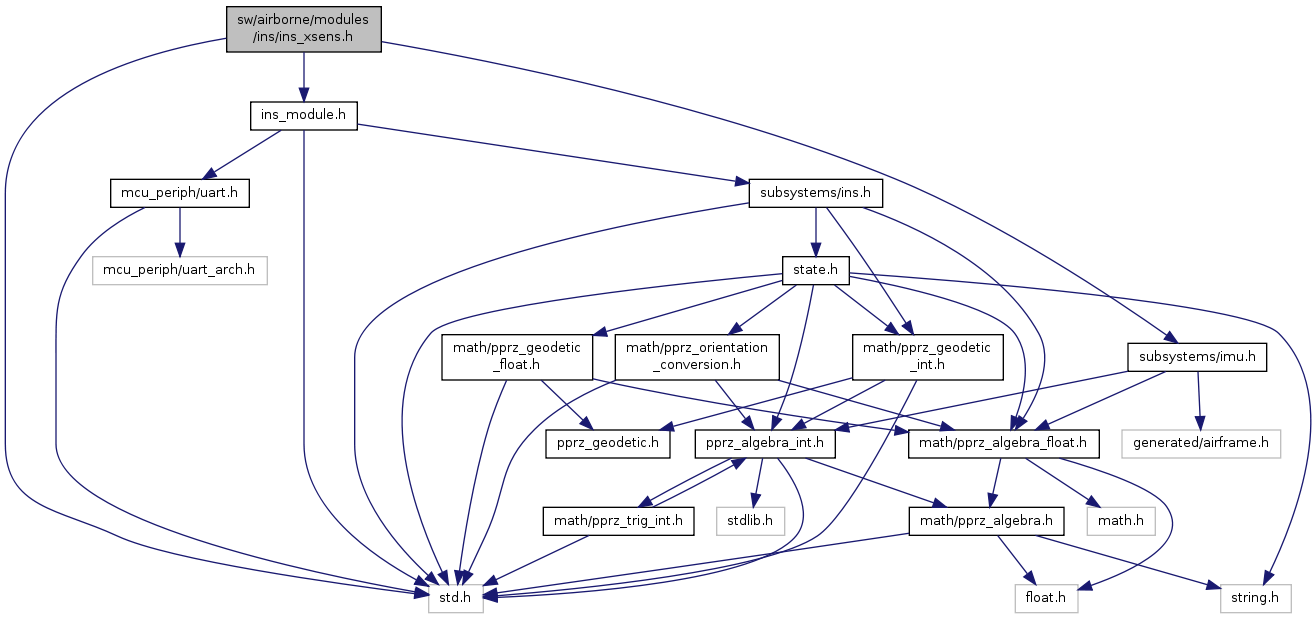 sw/airborne/modules
/ins/ins_xsens.h
ins_module.h
mcu_periph/uart.h
subsystems/ins.h
mcu_periph/uart_arch.h
state.h
math/pprz_geodetic
_float.h
math/pprz_orientation
_conversion.h
math/pprz_geodetic
_int.h
subsystems/imu.h
pprz_geodetic.h
pprz_algebra_int.h
math/pprz_algebra_float.h
generated/airframe.h
math/pprz_trig_int.h
stdlib.h
math/pprz_algebra.h
math.h
std.h
float.h
string.h